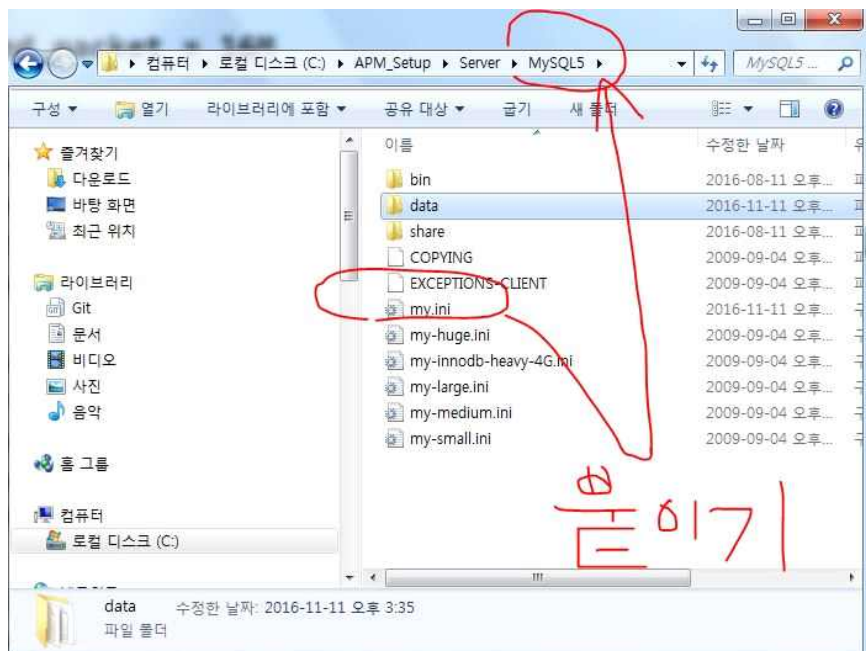 컴퓨터 ▸ 로컬 디스크 (C:) ▸ APM_Setup ▸ Server ▸ MySQL5 ▸ MySQL5 ...
구성 열기 라이브러리에 포함 공유 대상 굽기 새 폴더
이름 수정한 날짜
즐겨찾기
다운로드
바탕 화면
최근 위치
라이브러리
Git
문서
비디오
사진
음악
홈 그룹
컴퓨터
로컬 디스크 (C:)
bin 2016-08-11 오후...
data 2016-11-11 오후...
share 2016-08-11 오후...
COPYING 2009-09-04 오후...
EXCEPTIONS-CLIENT 2009-09-04 오후...
my.ini 2016-11-11 오후...
my-huge.ini 2009-09-04 오후...
my-innodb-heavy-4G.ini 2009-09-04 오후...
my-large.ini 2009-09-04 오후...
my-medium.ini 2009-09-04 오후...
my-small.ini 2009-09-04 오후...
붙이기
data 수정한 날짜: 2016-11-11 오후 3:35
파일 폴더